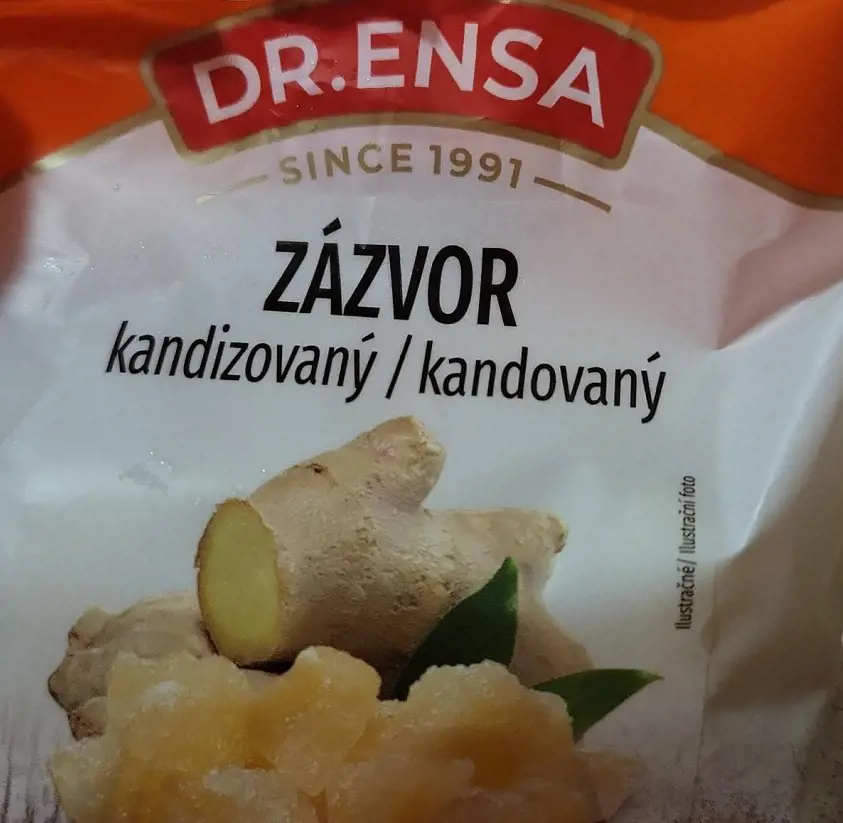 DR.ENSA
SINCE 1991
ZÁZVOR
kandizovaný / kandovaný
Ilustračné/ Ilustrační foto